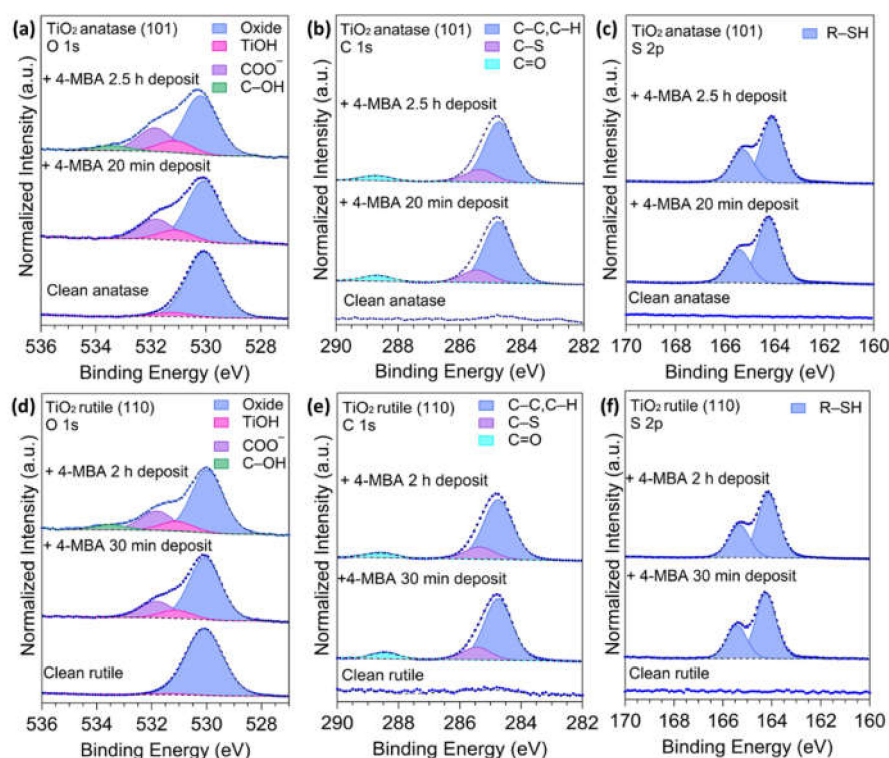 (a)
TiO₂ anatase (101)
O 1s
Oxide
TiOH
COO⁻
C–OH
+ 4-MBA 2.5 h deposit
+ 4-MBA 20 min deposit
Clean anatase
Normalized Intensity (a.u.)
536 534 532 530 528
Binding Energy (eV)
(b)
TiO₂ anatase (101)
C 1s
C–C,C–H
C–S
C=O
+ 4-MBA 2.5 h deposit
+ 4-MBA 20 min deposit
Clean anatase
Normalized Intensity (a.u.)
290 288 286 284 282
Binding Energy (eV)
(c)
TiO₂ anatase (101)
S 2p
R–SH
+ 4-MBA 2.5 h deposit
+ 4-MBA 20 min deposit
Clean anatase
Normalized Intensity (a.u.)
170 168 166 164 162 160
Binding Energy (eV)
(d)
TiO₂ rutile (110)
O 1s
Oxide
TiOH
COO⁻
C–OH
+ 4-MBA 2 h deposit
+ 4-MBA 30 min deposit
Clean rutile
Normalized Intensity (a.u.)
536 534 532 530 528
Binding Energy (eV)
(e)
TiO₂ rutile (110)
C 1s
C–C,C–H
C–S
C=O
+ 4-MBA 2 h deposit
+4-MBA 30 min deposit
Clean rutile
Normalized Intensity (a.u.)
290 288 286 284 282
Binding Energy (eV)
(f)
TiO₂ rutile (110)
S 2p
R–SH
+ 4-MBA 2 h deposit
+ 4-MBA 30 min deposit
Clean rutile
Normalized Intensity (a.u.)
170 168 166 164 162 160
Binding Energy (eV)